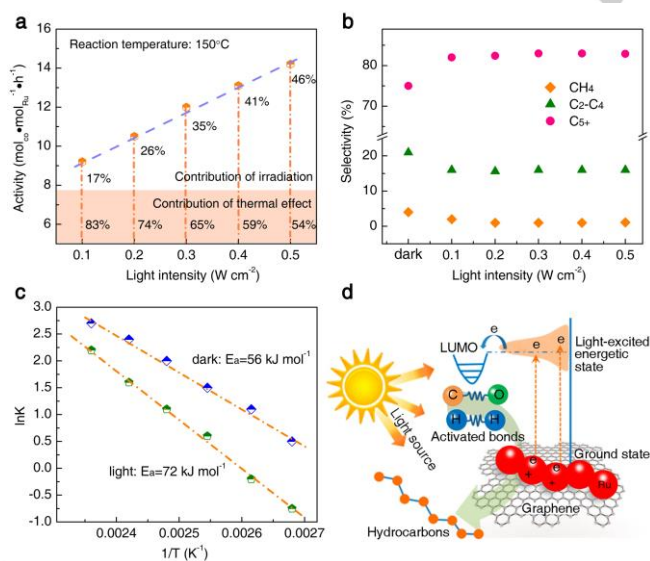 a
Reaction temperature: 150°C
Activity (mol_co•mol_Ru⁻¹•h⁻¹)
16
14
12
10
8
6
46%
41%
35%
26%
17%
Contribution of irradiation
Contribution of thermal effect
83%
74%
65%
59%
54%
0.1
0.2
0.3
0.4
0.5
Light intensity (W cm⁻²)
b
Selectivity (%)
80
70
20
10
0
CH₄
C₂-C₄
C₅₊
dark
0.1
0.2
0.3
0.4
0.5
Light intensity (W cm⁻²)
c
lnK
3.0
2.5
2.0
1.5
1.0
0.5
0.0
-0.5
-1.0
dark: Ea=56 kJ mol⁻¹
light: Ea=72 kJ mol⁻¹
0.0024
0.0025
0.0026
0.0027
1/T (K⁻¹)
d
e
LUMO
e
e
Light-excited
energetic
state
C
O
H
H
Activated bonds
Light source
Ground state
e
e
+
+
Ru
Graphene
Hydrocarbons